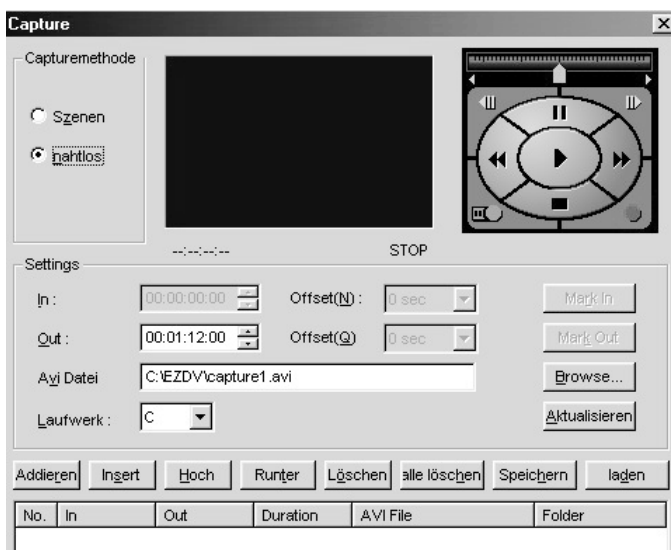 Capture
Capturemethode
Szenen
nahtlos
--:--:--:-- STOP
Settings
In : 00:00:00:00 Offset(N) : 0 sec Mark In
Out : 00:01:12:00 Offset(Q) 0 sec Mark Out
Avi Datei C:\EZDV\capture1.avi Browse...
Laufwerk : C Aktualisieren
Addieren Insert Hoch Runter Löschen alle löschen Speichern laden
No. In Out Duration AVI File Folder